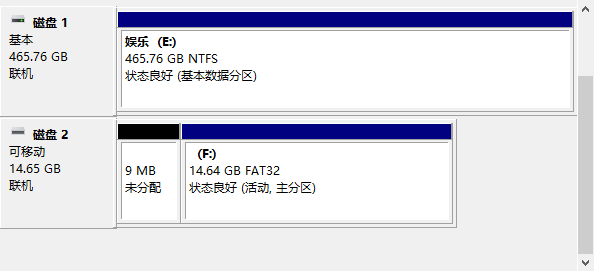 磁盘 1
基本
465.76 GB
联机
娱乐 (E:)
465.76 GB NTFS
状态良好 (基本数据分区)
磁盘 2
可移动
14.65 GB
联机
9 MB
未分配
(F:)
14.64 GB FAT32
状态良好 (活动, 主分区)